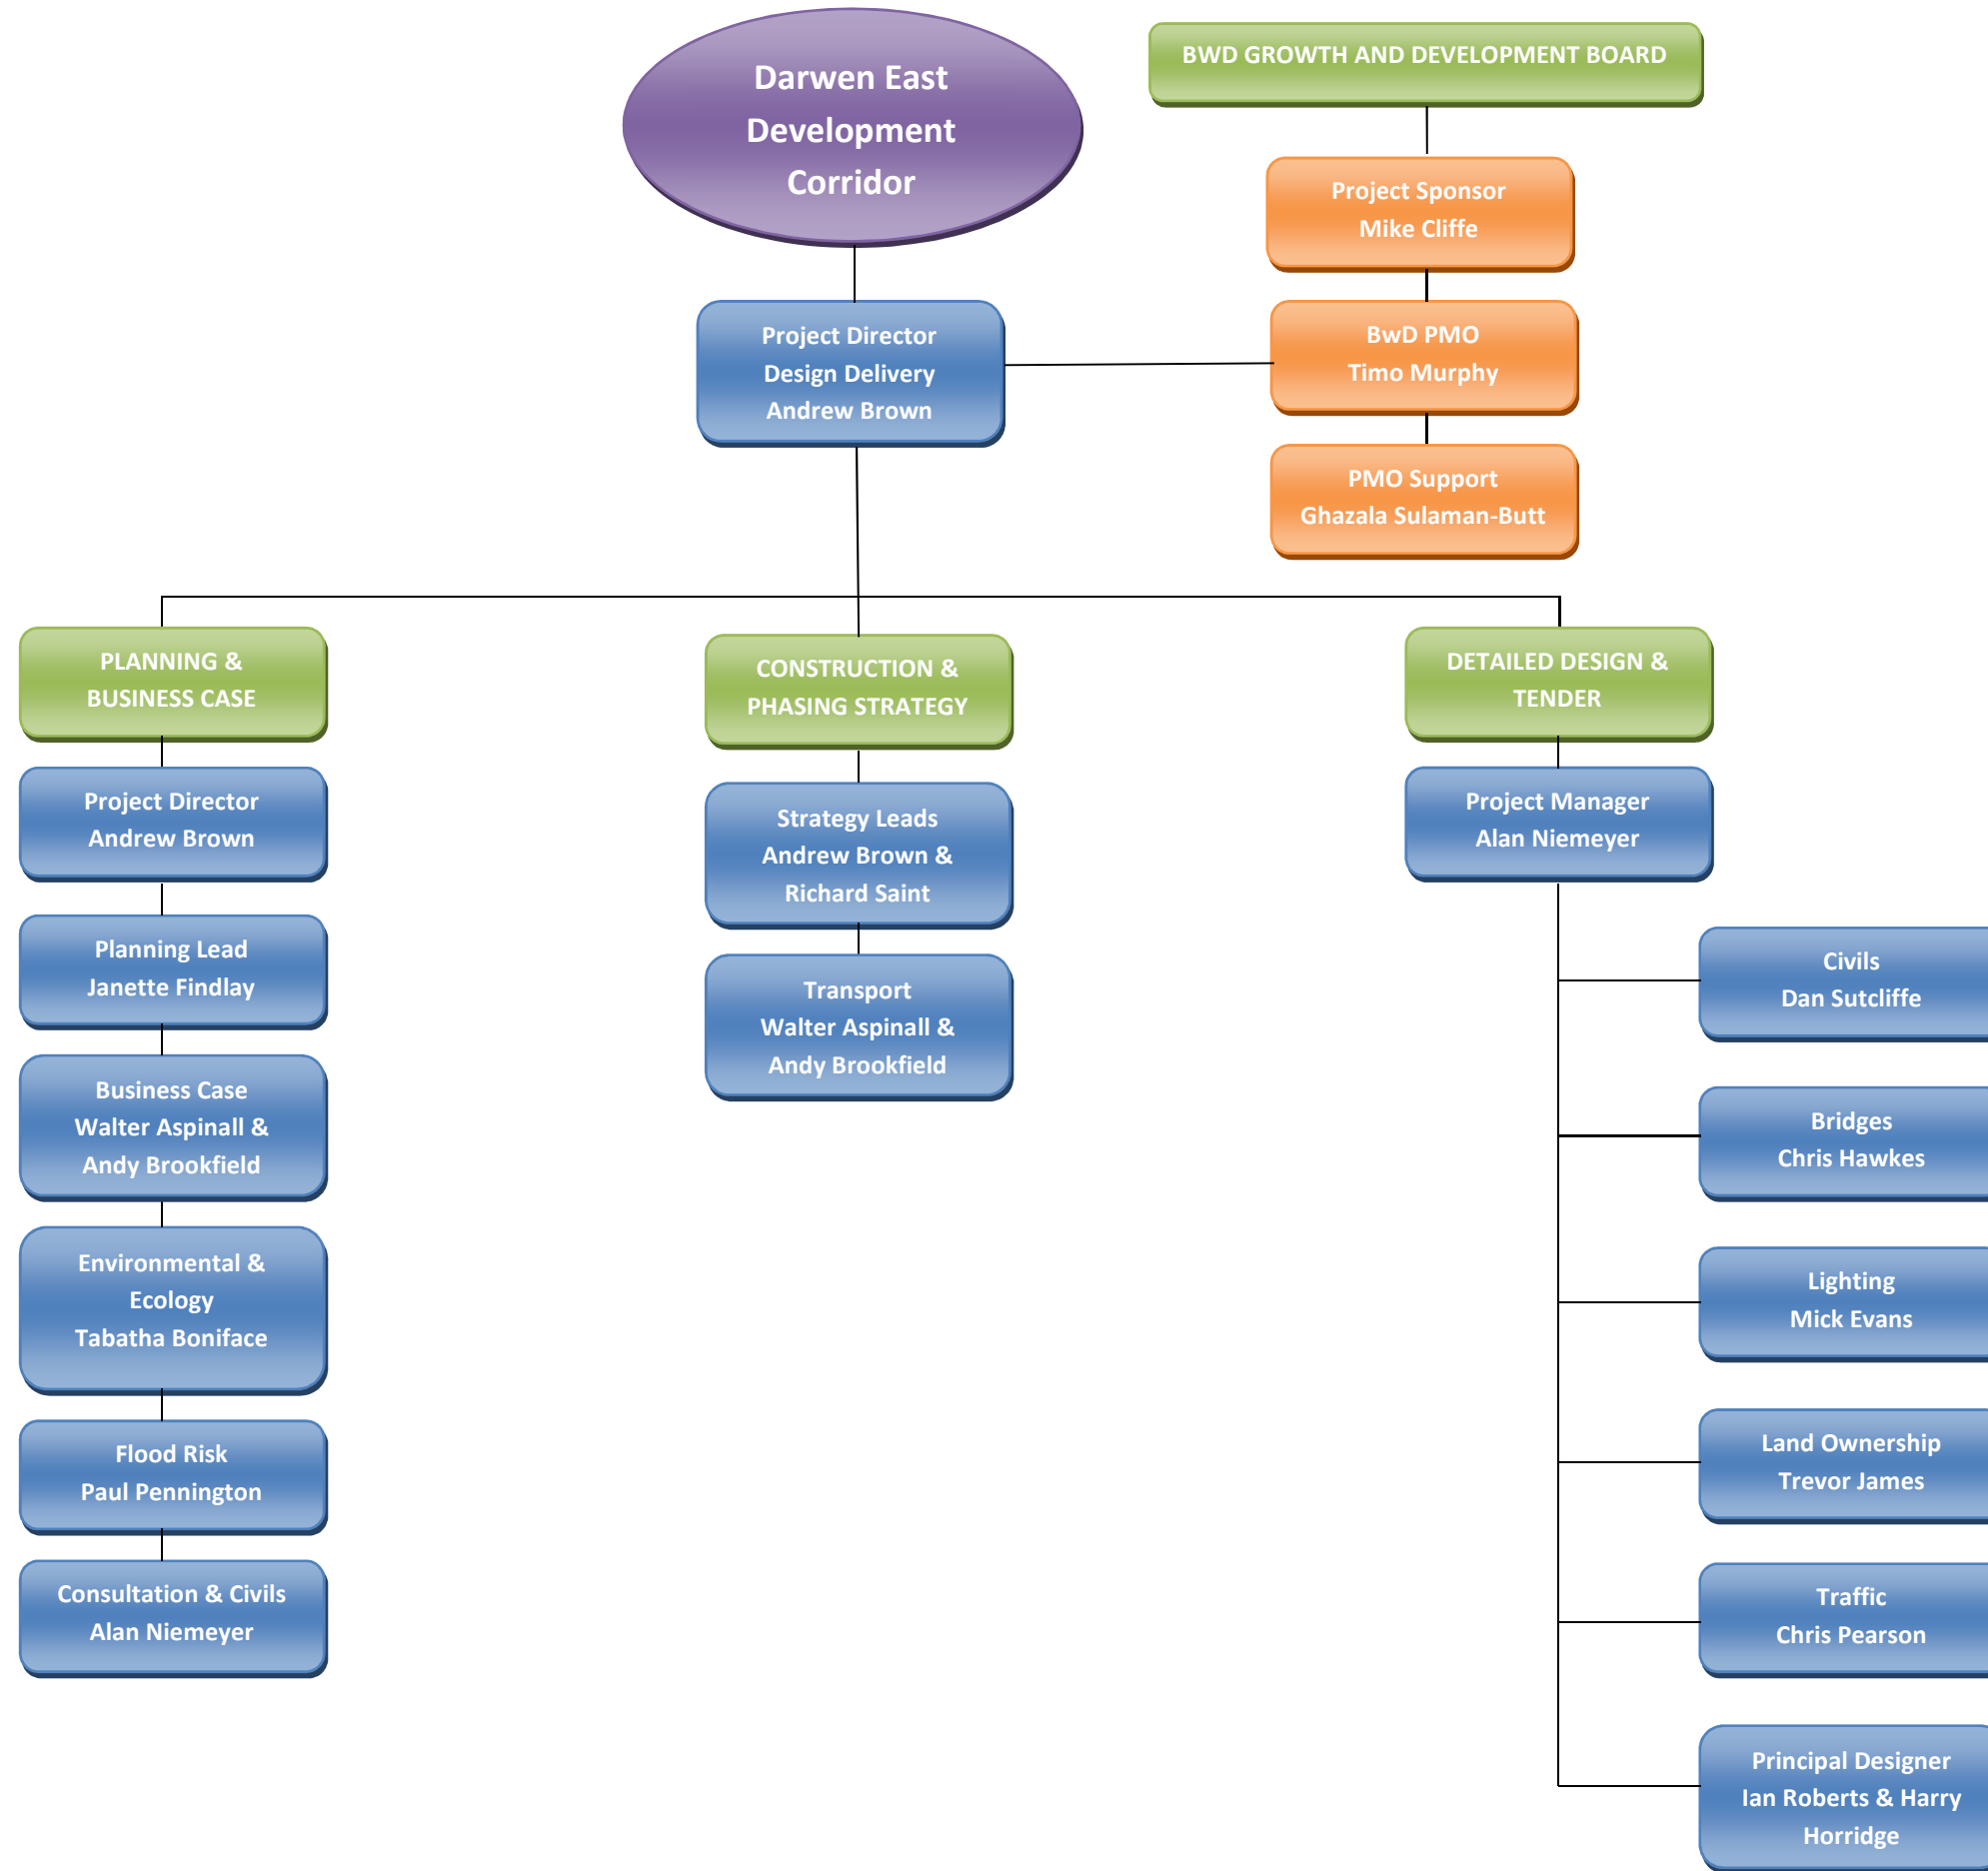 Darwen East
Development
Corridor
BWD GROWTH AND DEVELOPMENT BOARD
Project Sponsor
Mike Cliffe
Project Director
Design Delivery
Andrew Brown
BwD PMO
Timo Murphy
PMO Support
Ghazala Sulaman-Butt
PLANNING &
BUSINESS CASE
Project Director
Andrew Brown
Planning Lead
Janette Findlay
Business Case
Walter Aspinall &
Andy Brookfield
Environmental &
Ecology
Tabatha Boniface
Flood Risk
Paul Pennington
Consultation & Civils
Alan Niemeyer
CONSTRUCTION &
PHASING STRATEGY
Strategy Leads
Andrew Brown &
Richard Saint
Transport
Walter Aspinall &
Andy Brookfield
DETAILED DESIGN &
TENDER
Project Manager
Alan Niemeyer
Civils
Dan Sutcliffe
Bridges
Chris Hawkes
Lighting
Mick Evans
Land Ownership
Trevor James
Traffic
Chris Pearson
Principal Designer
Ian Roberts & Harry
Horridge